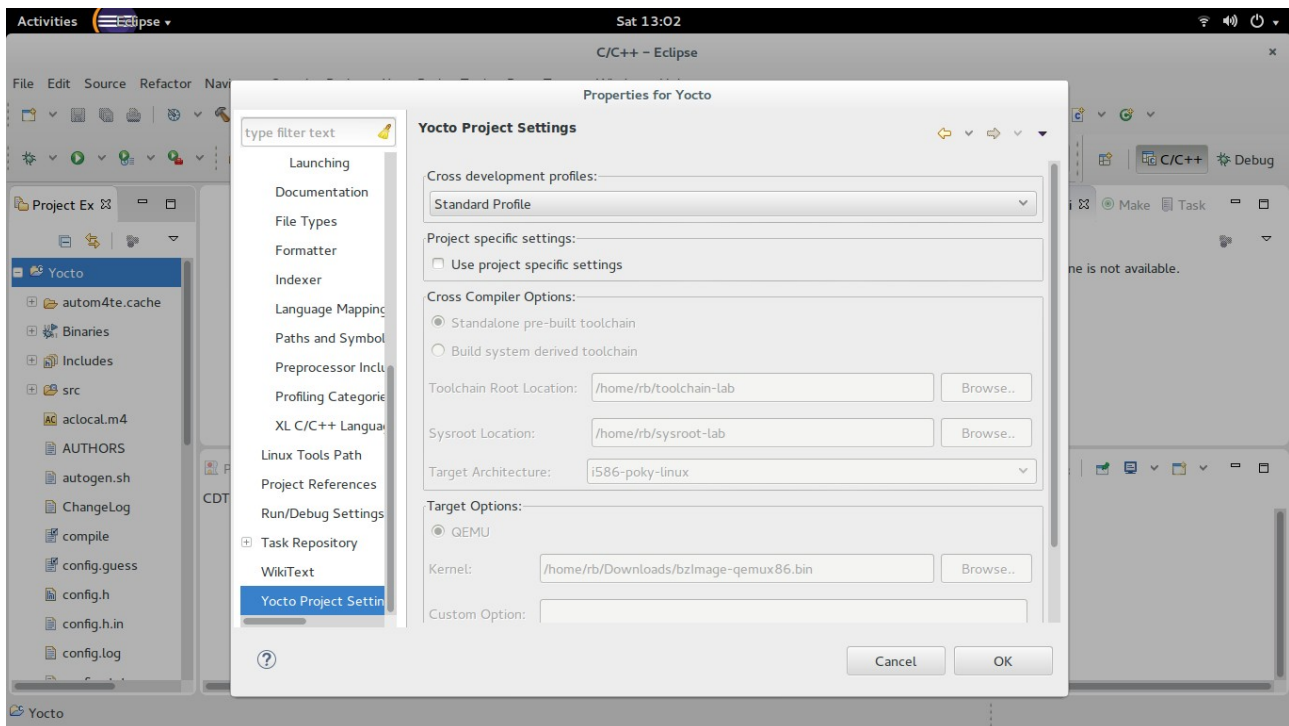 Activities Eclipse Sat 13:02
C/C++ – Eclipse
File Edit Source Refactor
Properties for Yocto
type filter text
Launching
Documentation
File Types
Formatter
Indexer
Language Mapping
Paths and Symbol
Preprocessor Inclu
Profiling Categorie
XL C/C++ Langua
Linux Tools Path
Project References
Run/Debug Settings
Task Repository
WikiText
Yocto Project Settin
Yocto Project Settings
Cross development profiles:
Standard Profile
Project specific settings:
Use project specific settings
Cross Compiler Options:
Standalone pre-built toolchain
Build system derived toolchain
Toolchain Root Location: /home/rb/toolchain-lab Browse..
Sysroot Location: /home/rb/sysroot-lab Browse..
Target Architecture: i586-poky-linux
Target Options:
QEMU
Kernel: /home/rb/Downloads/bzImage-qemux86.bin Browse..
Custom Option:
Cancel OK
Project Ex
Yocto
autom4te.cache
Binaries
Includes
src
AC aclocal.m4
AUTHORS
autogen.sh
ChangeLog
compile
config.guess
config.h
config.h.in
config.log
CDT
C/C++ Debug
Make Task
ne is not available.
Yocto